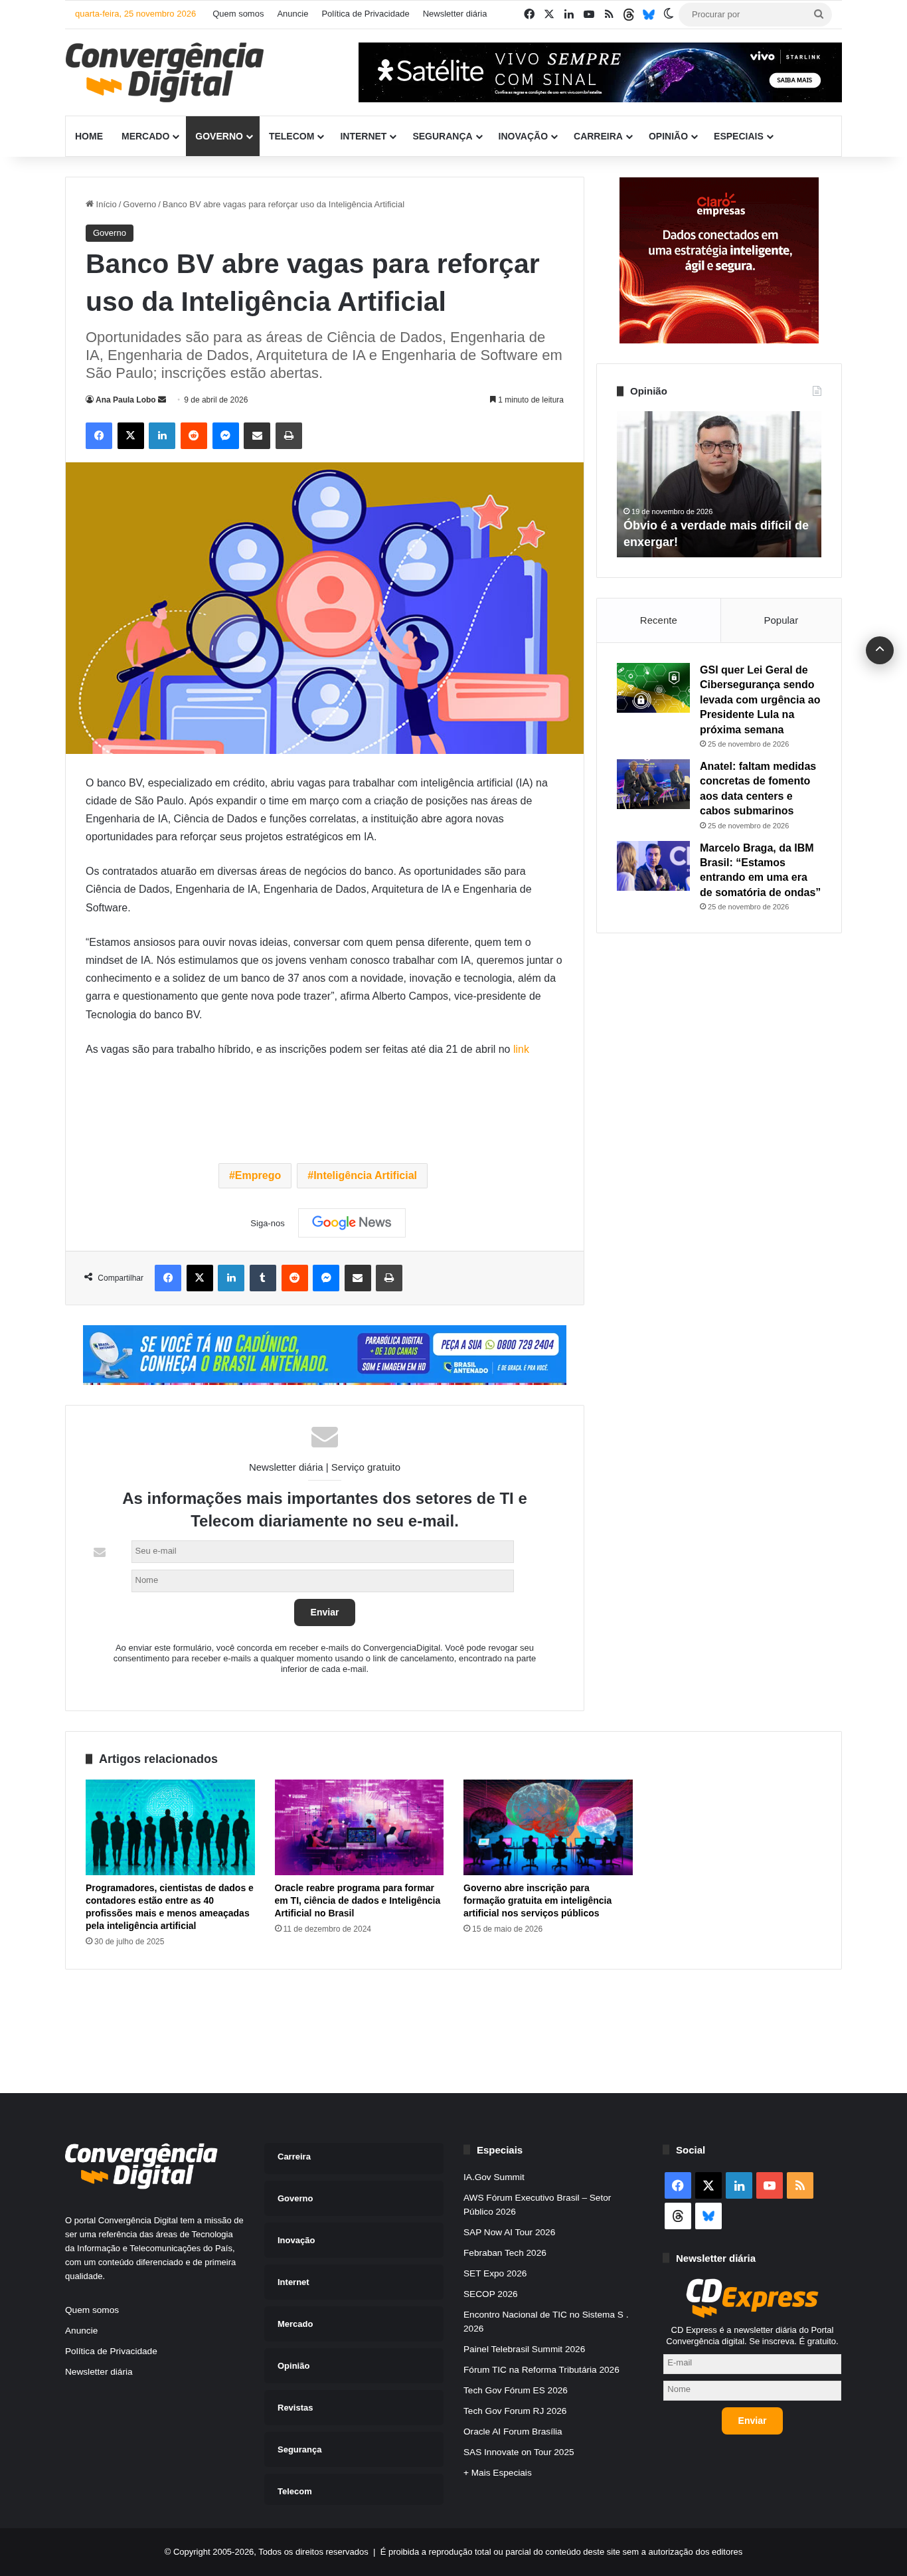 quarta-feira, 25 novembro 2026
Quem somos
Anuncie
Política de Privacidade
Newsletter diária
Procurar por
Convergência
Digital
Satélite
VIVO SEMPRE
COM SINAL
vivo
STARLINK
SAIBA MAIS
HOME
MERCADO
GOVERNO
TELECOM
INTERNET
SEGURANÇA
INOVAÇÃO
CARREIRA
OPINIÃO
ESPECIAIS
Início / Governo / Banco BV abre vagas para reforçar uso da Inteligência Artificial
Governo
Banco BV abre vagas para reforçar
uso da Inteligência Artificial
Oportunidades são para as áreas de Ciência de Dados, Engenharia de
IA, Engenharia de Dados, Arquitetura de IA e Engenharia de Software em
São Paulo; inscrições estão abertas.
Ana Paula Lobo
9 de abril de 2026
1 minuto de leitura
O banco BV, especializado em crédito, abriu vagas para trabalhar com inteligência artificial (IA) na
cidade de São Paulo. Após expandir o time em março com a criação de posições nas áreas de
Engenharia de IA, Ciência de Dados e funções correlatas, a instituição abre agora novas
oportunidades para reforçar seus projetos estratégicos em IA.
Os contratados atuarão em diversas áreas de negócios do banco. As oportunidades são para
Ciência de Dados, Engenharia de IA, Engenharia de Dados, Arquitetura de IA e Engenharia de
Software.
“Estamos ansiosos para ouvir novas ideias, conversar com quem pensa diferente, quem tem o
mindset de IA. Nós estimulamos que os jovens venham conosco trabalhar com IA, queremos juntar o
conhecimento e a solidez de um banco de 37 anos com a novidade, inovação e tecnologia, além da
garra e questionamento que gente nova pode trazer”, afirma Alberto Campos, vice-presidente de
Tecnologia do banco BV.
As vagas são para trabalho híbrido, e as inscrições podem ser feitas até dia 21 de abril no link
#Emprego
#Inteligência Artificial
Siga-nos
Google News
Compartilhar
SE VOCÊ TÁ NO CADÚNICO,
CONHEÇA O BRASIL ANTENADO.
PARABÓLICA DIGITAL
+ DE 100 CANAIS
SOM E IMAGEM EM HD
PEÇA A SUA 0800 729 2404
BRASIL ANTENADO
É DE GRAÇA. E PRA VOCÊ.
Newsletter diária | Serviço gratuito
As informações mais importantes dos setores de TI e
Telecom diariamente no seu e-mail.
Seu e-mail
Nome
Enviar
Ao enviar este formulário, você concorda em receber e-mails do ConvergenciaDigital. Você pode revogar seu
consentimento para receber e-mails a qualquer momento usando o link de cancelamento, encontrado na parte
inferior de cada e-mail.
Claro
empresas
Dados conectados em
uma estratégia inteligente,
ágil e segura.
Opinião
19 de novembro de 2026
Óbvio é a verdade mais difícil de
enxergar!
Recente
Popular
GSI quer Lei Geral de
Cibersegurança sendo
levada com urgência ao
Presidente Lula na
próxima semana
25 de novembro de 2026
Anatel: faltam medidas
concretas de fomento
aos data centers e
cabos submarinos
25 de novembro de 2026
Marcelo Braga, da IBM
Brasil: “Estamos
entrando em uma era
de somatória de ondas”
25 de novembro de 2026
Artigos relacionados
Programadores, cientistas de dados e
contadores estão entre as 40
profissões mais e menos ameaçadas
pela inteligência artificial
30 de julho de 2025
Oracle reabre programa para formar
em TI, ciência de dados e Inteligência
Artificial no Brasil
11 de dezembro de 2024
Governo abre inscrição para
formação gratuita em inteligência
artificial nos serviços públicos
15 de maio de 2026
Convergência
Digital
O portal Convergência Digital tem a missão de
ser uma referência das áreas de Tecnologia
da Informação e Telecomunicações do País,
com um conteúdo diferenciado e de primeira
qualidade.
Quem somos
Anuncie
Política de Privacidade
Newsletter diária
Carreira
Governo
Inovação
Internet
Mercado
Opinião
Revistas
Segurança
Telecom
Especiais
IA.Gov Summit
AWS Fórum Executivo Brasil – Setor
Público 2026
SAP Now AI Tour 2026
Febraban Tech 2026
SET Expo 2026
SECOP 2026
Encontro Nacional de TIC no Sistema S .
2026
Painel Telebrasil Summit 2026
Fórum TIC na Reforma Tributária 2026
Tech Gov Fórum ES 2026
Tech Gov Forum RJ 2026
Oracle AI Forum Brasília
SAS Innovate on Tour 2025
+ Mais Especiais
Social
Newsletter diária
CD Express
CD Express é a newsletter diária do Portal
Convergência digital. Se inscreva. É gratuito.
E-mail
Nome
Enviar
© Copyright 2005-2026, Todos os direitos reservados | É proibida a reprodução total ou parcial do conteúdo deste site sem a autorização dos editores